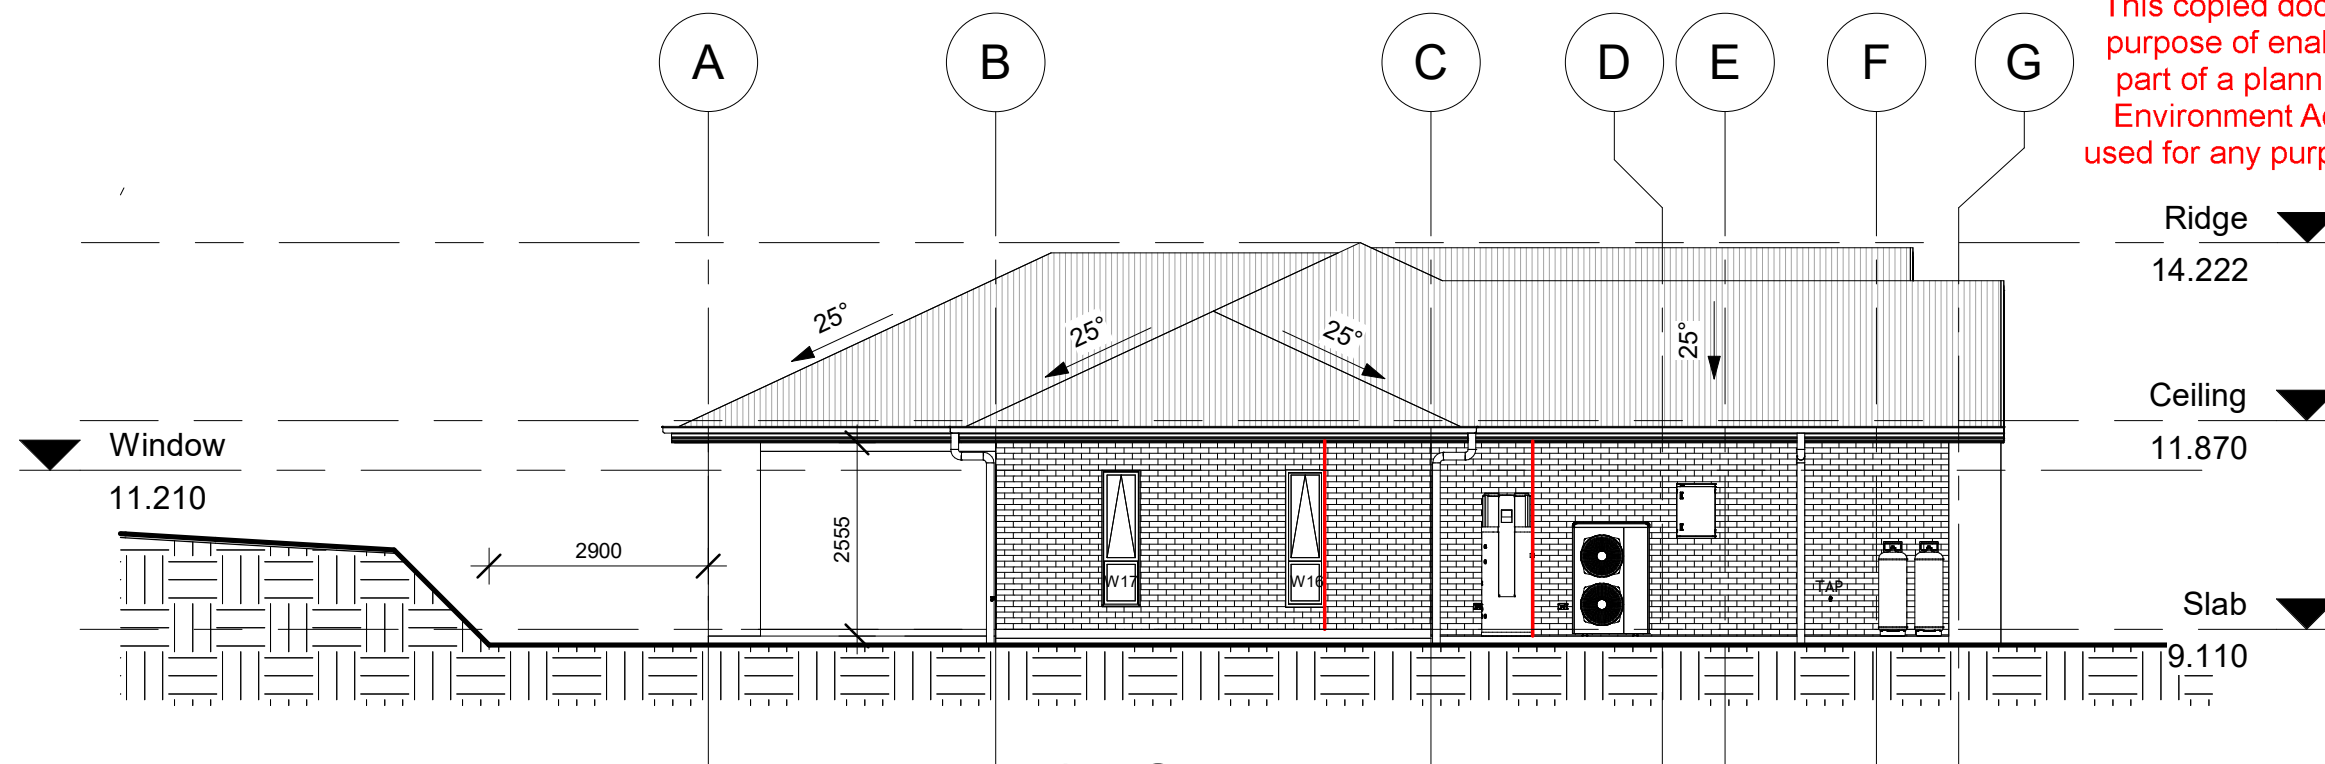 This copied doc
purpose of enal
part of a plann
Environment A
used for any purp
A B C D E F G
Ridge
14.222
25°
25°
25°
25°
Ceiling
11.870
Window
11.210
2900
2555
W17
W16
TAP
Slab
9.110